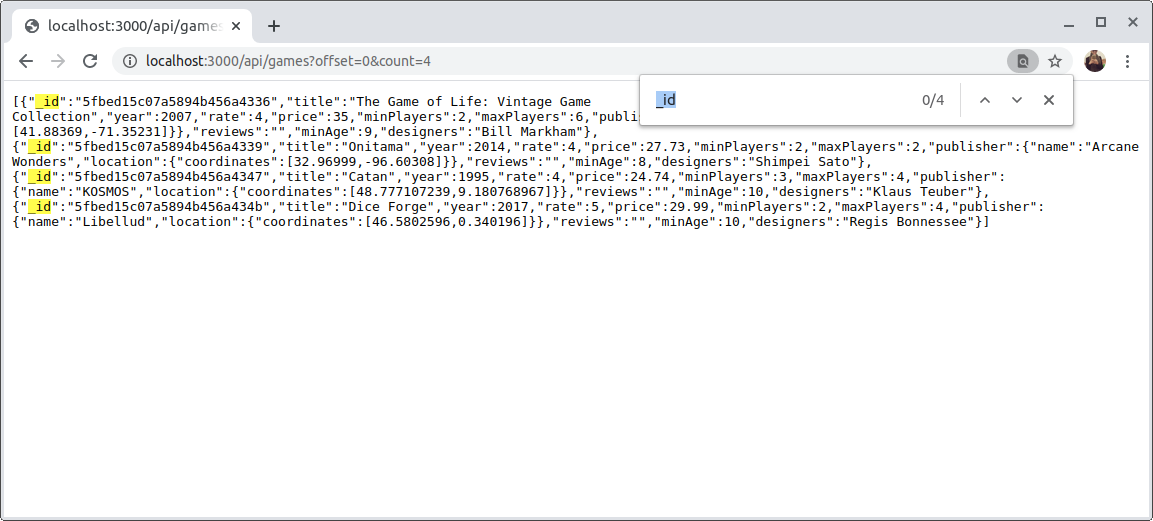 localhost:3000/api/games
localhost:3000/api/games?offset=0&count=4
_id
0/4
[{"_id":"5fbed15c07a5894b456a4336","title":"The Game of Life: Vintage Game
Collection","year":2007,"rate":4,"price":35,"minPlayers":2,"maxPlayers":6,"publi
[41.88369,-71.35231]}},"reviews":"","minAge":9,"designers":"Bill Markham"},
{"_id":"5fbed15c07a5894b456a4339","title":"Onitama","year":2014,"rate":4,"price":27.73,"minPlayers":2,"maxPlayers":2,"publisher":{"name":"Arcane
Wonders","location":{"coordinates":[32.96999,-96.60308]}},"reviews":"","minAge":8,"designers":"Shimpei Sato"},
{"_id":"5fbed15c07a5894b456a4347","title":"Catan","year":1995,"rate":4,"price":24.74,"minPlayers":3,"maxPlayers":4,"publisher":
{"name":"KOSMOS","location":{"coordinates":[48.777107239,9.180768967]}},"reviews":"","minAge":10,"designers":"Klaus Teuber"},
{"_id":"5fbed15c07a5894b456a434b","title":"Dice Forge","year":2017,"rate":5,"price":29.99,"minPlayers":2,"maxPlayers":4,"publisher":
{"name":"Libellud","location":{"coordinates":[46.5802596,0.340196]}},"reviews":"","minAge":10,"designers":"Regis Bonnessee"}]